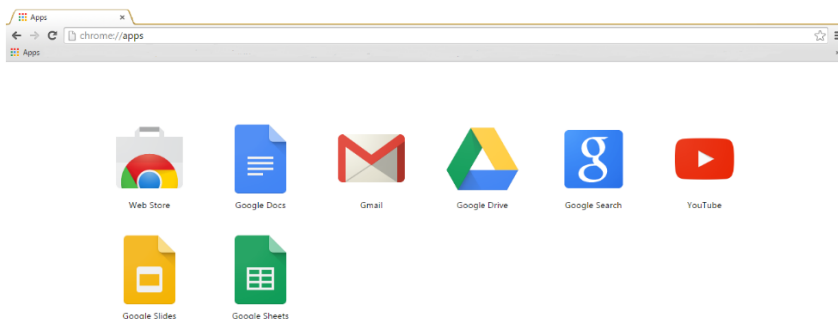 Apps
chrome://apps
Apps
Web Store Google Docs Gmail Google Drive Google Search YouTube
Google Slides Google Sheets